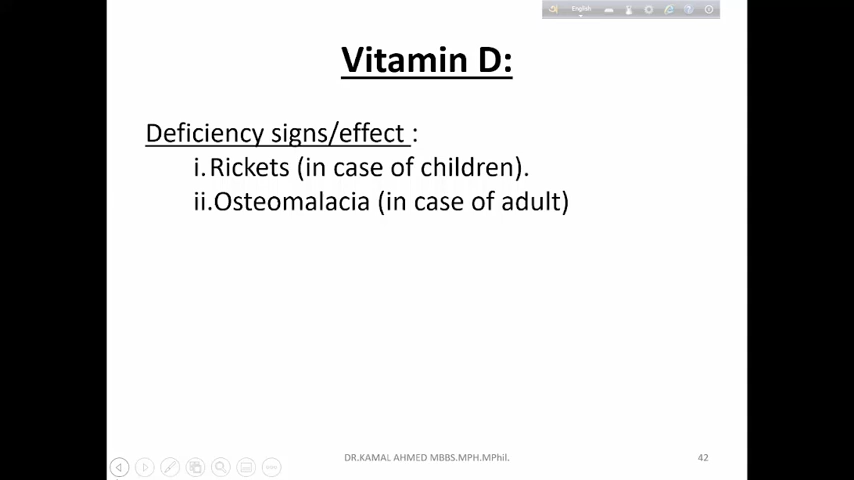 English
Vitamin D:
Deficiency signs/effect :
i.Rickets (in case of children).
ii.Osteomalacia (in case of adult)
DR.KAMAL AHMED MBBS.MPH.MPhil.
42